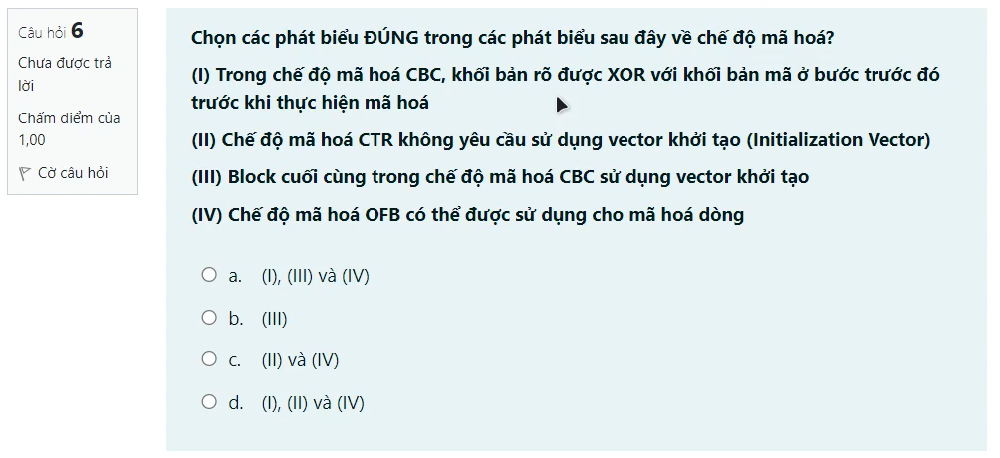 Câu hỏi 6
Chưa được trả
lời
Chấm điểm của
1,00
Cờ câu hỏi
Chọn các phát biểu ĐÚNG trong các phát biểu sau đây về chế độ mã hoá?
(I) Trong chế độ mã hoá CBC, khối bản rõ được XOR với khối bản mã ở bước trước đó
trước khi thực hiện mã hoá
(II) Chế độ mã hoá CTR không yêu cầu sử dụng vector khởi tạo (Initialization Vector)
(III) Block cuối cùng trong chế độ mã hoá CBC sử dụng vector khởi tạo
(IV) Chế độ mã hoá OFB có thể được sử dụng cho mã hoá dòng
a. (I), (III) và (IV)
b. (III)
c. (II) và (IV)
d. (I), (II) và (IV)